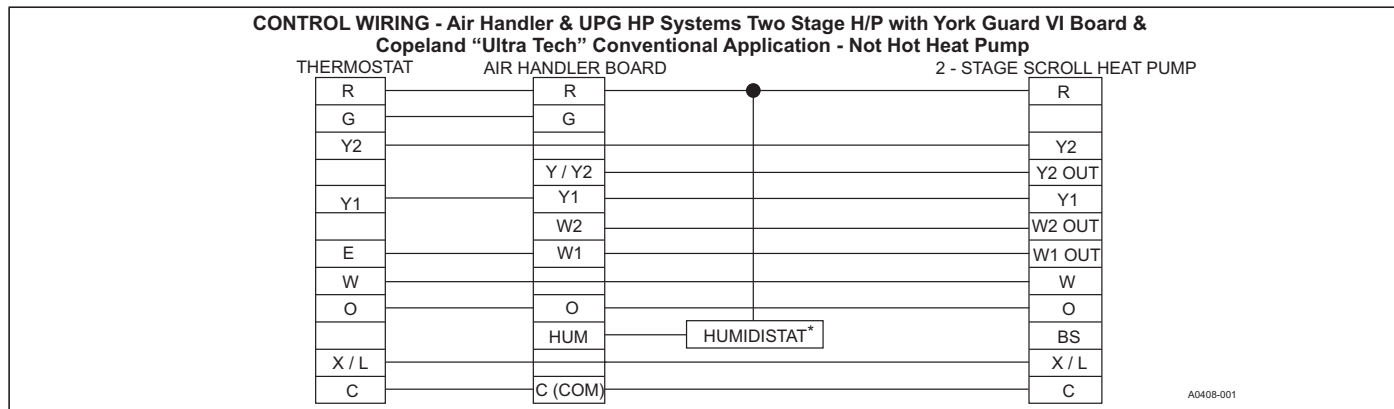 CONTROL WIRING - Air Handler & UPG HP Systems Two Stage H/P with York Guard VI Board &
Copeland “Ultra Tech” Conventional Application - Not Hot Heat Pump
THERMOSTAT AIR HANDLER BOARD 2 - STAGE SCROLL HEAT PUMP
R R R
G G
Y2 Y2
Y / Y2 Y2 OUT
Y1 Y1 Y1
W2 W2 OUT
E W1 W1 OUT
W W
O O O
HUM HUMIDISTAT* BS
X / L X / L
C C (COM) C
A0408-001